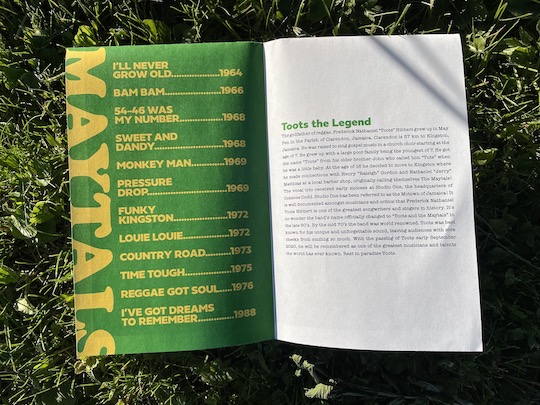 MAYTALS
I'LL NEVER
GROW OLD...............1964
BAM BAM................1966
54-46 WAS
MY NUMBER.............1968
SWEET AND
DANDY....................1968
MONKEY MAN.........1969
PRESSURE
DROP.......................1969
FUNKY
KINGSTON...............1972
LOUIE LOUIE............1972
COUNTRY ROAD......1973
TIME TOUGH............1975
REGGAE GOT SOUL....1976
I'VE GOT DREAMS
TO REMEMBER............1988
Toots the Legend
The godfather of reggae, Frederick Nathaniel "Toots" Hibbert grew up in May
Pen in the Parish of Clarendon, Jamaica. Clarendon is 57 km to Kingston,
Jamaica. He was raised to sing gospel music in a church choir starting at the
age of 7. He grew up with a large poor family being the youngest of 7. He got
the name "Toots" from his older brother John who called him "Tuts" when
he was a little baby. At the age of 16 he decided to move to Kingston where
he made connections with Henry "Raleigh" Gordon and Nathaniel "Jerry"
Mathias at a local barber shop, originally calling themselves The Maytals.
The vocal trio recorded early success at Studio One, the headquarters of
Coxsone Dodd. Studio One has been referred to as the Motown of Jamaica! It
is well documented amongst musicians and critics that Frederick Nathaniel
Toots Hibbert is one of the greatest songwriters and singers in history. It's
no wonder the band's name officially changed to "Toots and the Maytals" in
the late 60's. By the mid 70's the band was world renowned. Toots was best
known for his unique and unforgettable sound, leaving audiences with sore
cheeks from smiling so much. With the passing of Toots early September
2020, he will be remembered as one of the greatest musicians and talents
the world has ever known. Rest in paradise Toots.